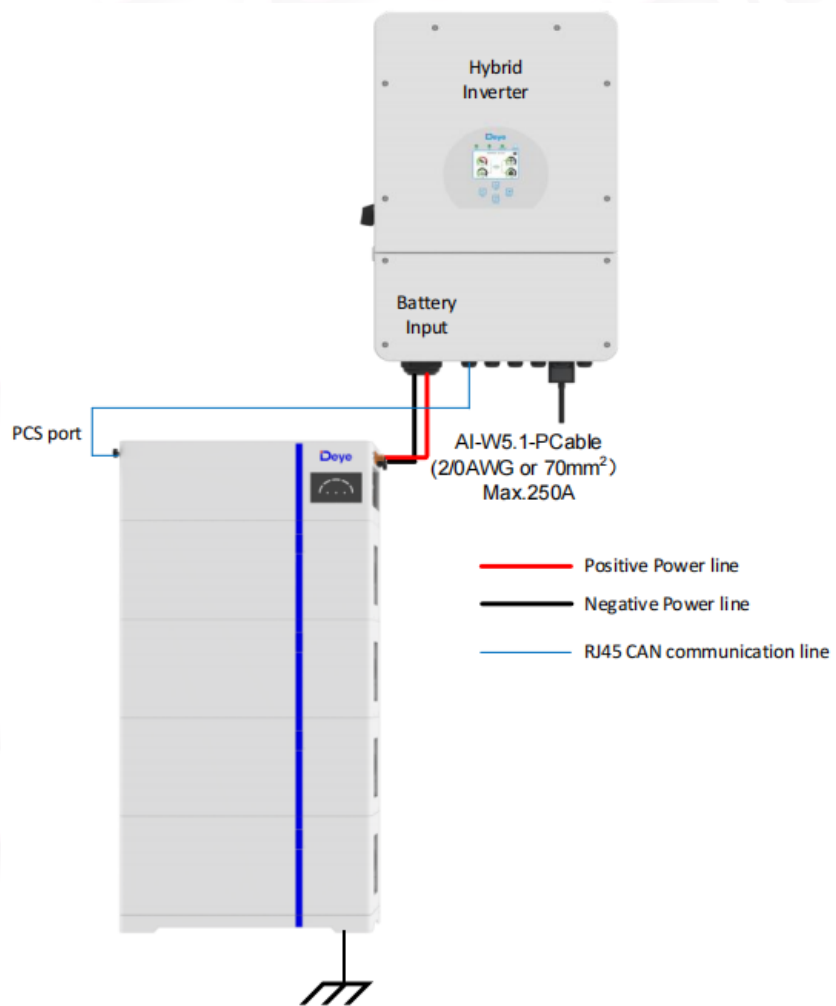 Hybrid
Inverter
Deye
Battery
Input
PCS port
Deye
AI-W5.1-PCable
(2/0AWG or 70mm²）
Max.250A
Positive Power line
Negative Power line
RJ45 CAN communication line